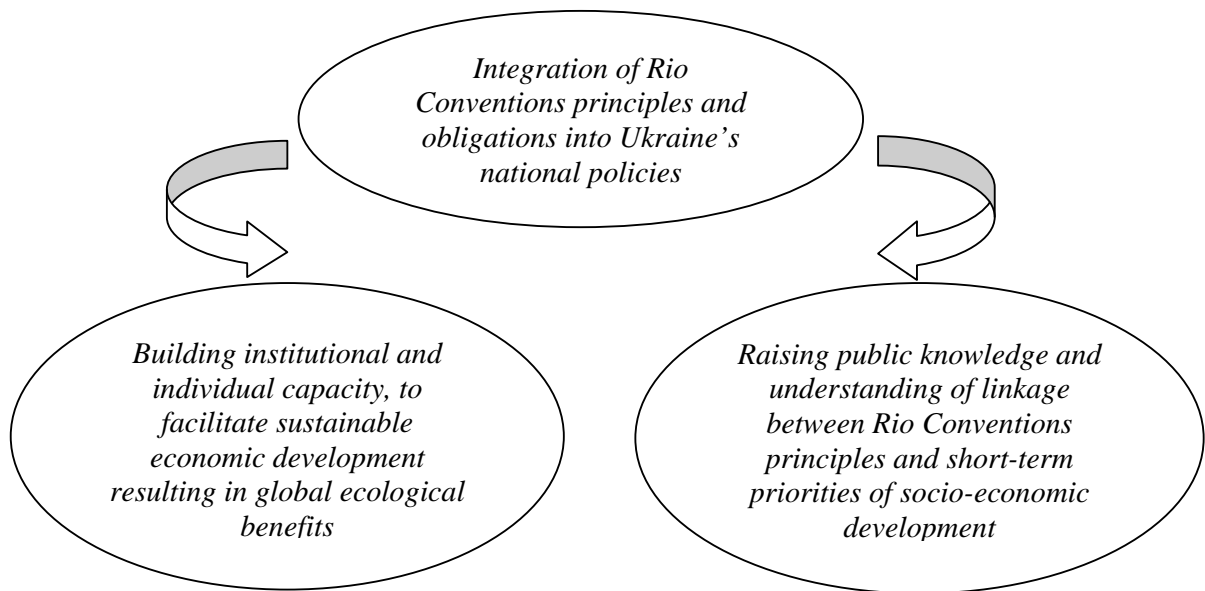 Integration of Rio
Conventions principles and
obligations into Ukraine’s
national policies
Building institutional and
individual capacity, to
facilitate sustainable
economic development
resulting in global ecological
benefits
Raising public knowledge and
understanding of linkage
between Rio Conventions
principles and short-term
priorities of socio-economic
development